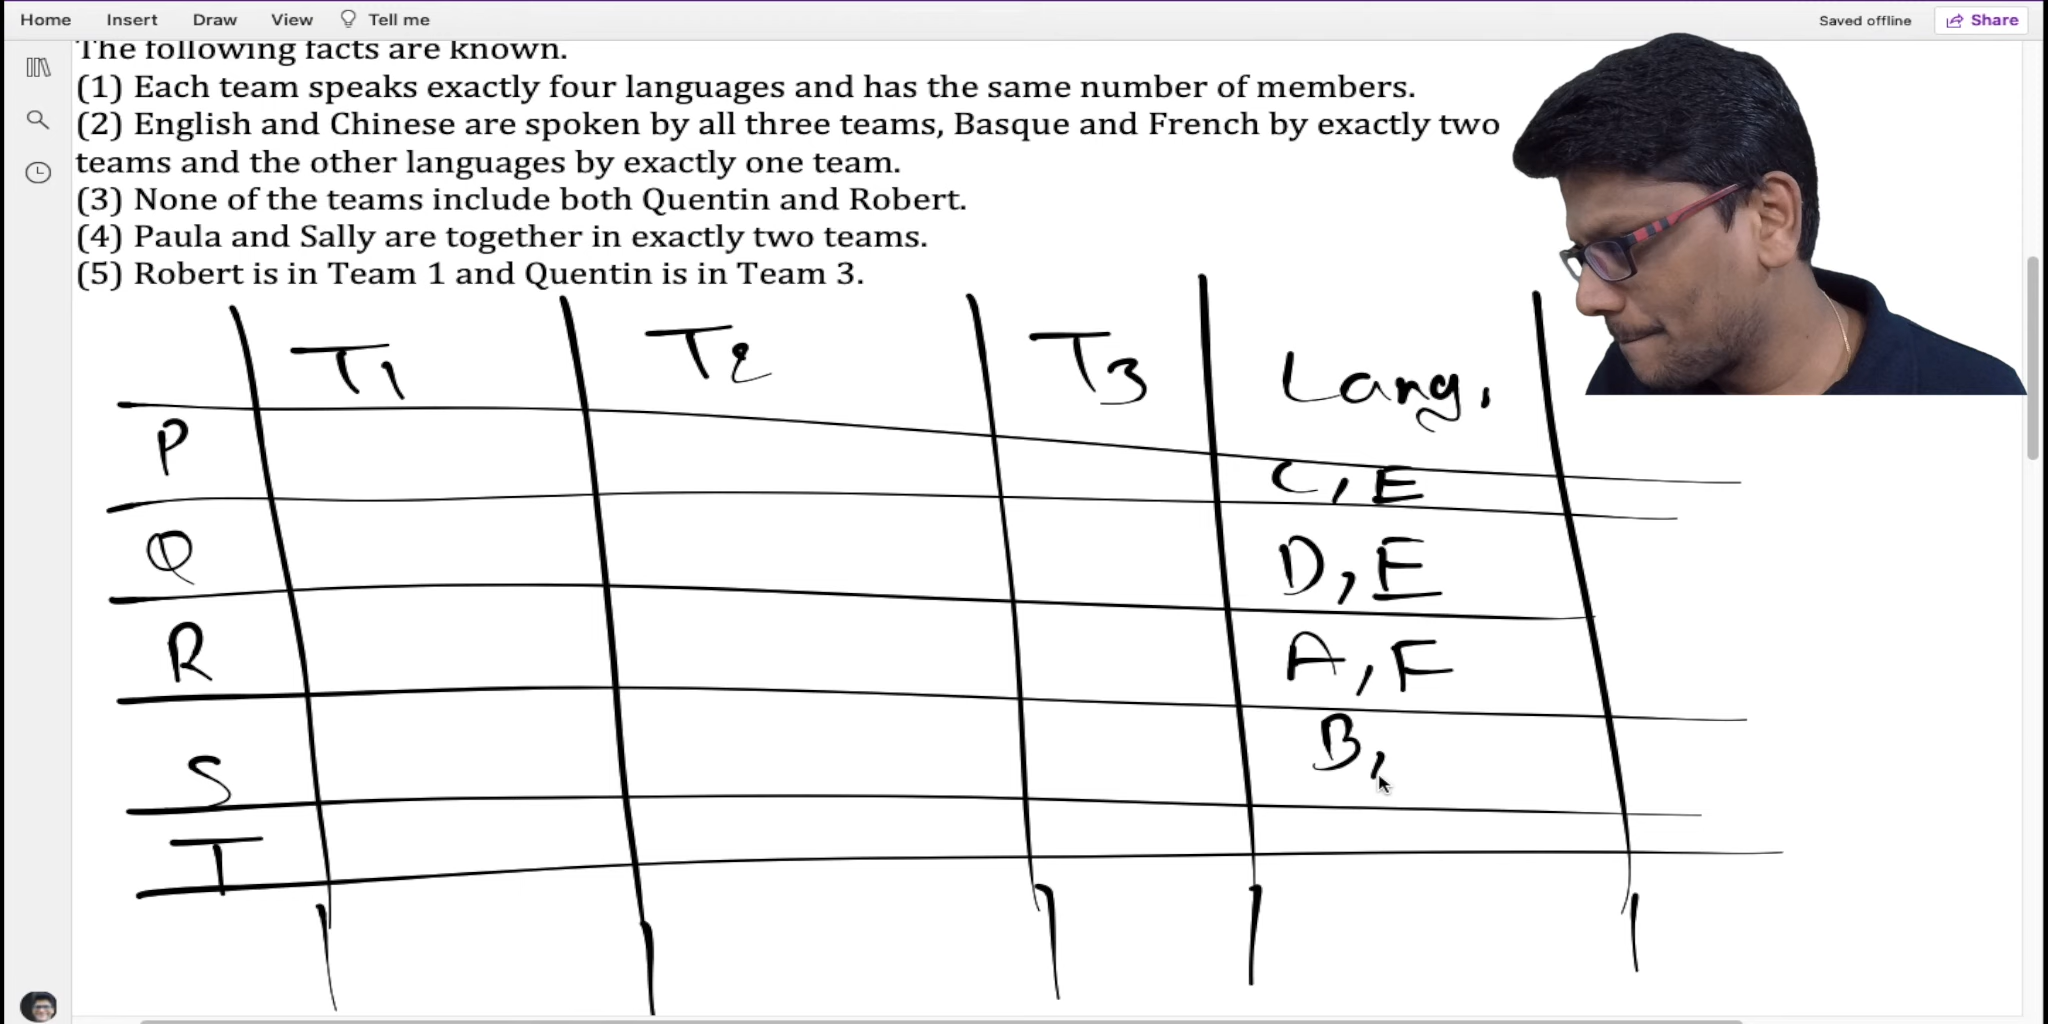 Home Insert Draw View Tell me Saved offline Share
The following facts are known.
(1) Each team speaks exactly four languages and has the same number of members.
(2) English and Chinese are spoken by all three teams, Basque and French by exactly two
teams and the other languages by exactly one team.
(3) None of the teams include both Quentin and Robert.
(4) Paula and Sally are together in exactly two teams.
(5) Robert is in Team 1 and Quentin is in Team 3.
T1 T2 T3 Lang.
P C, E
Q D, E
R A, F
S B,
T